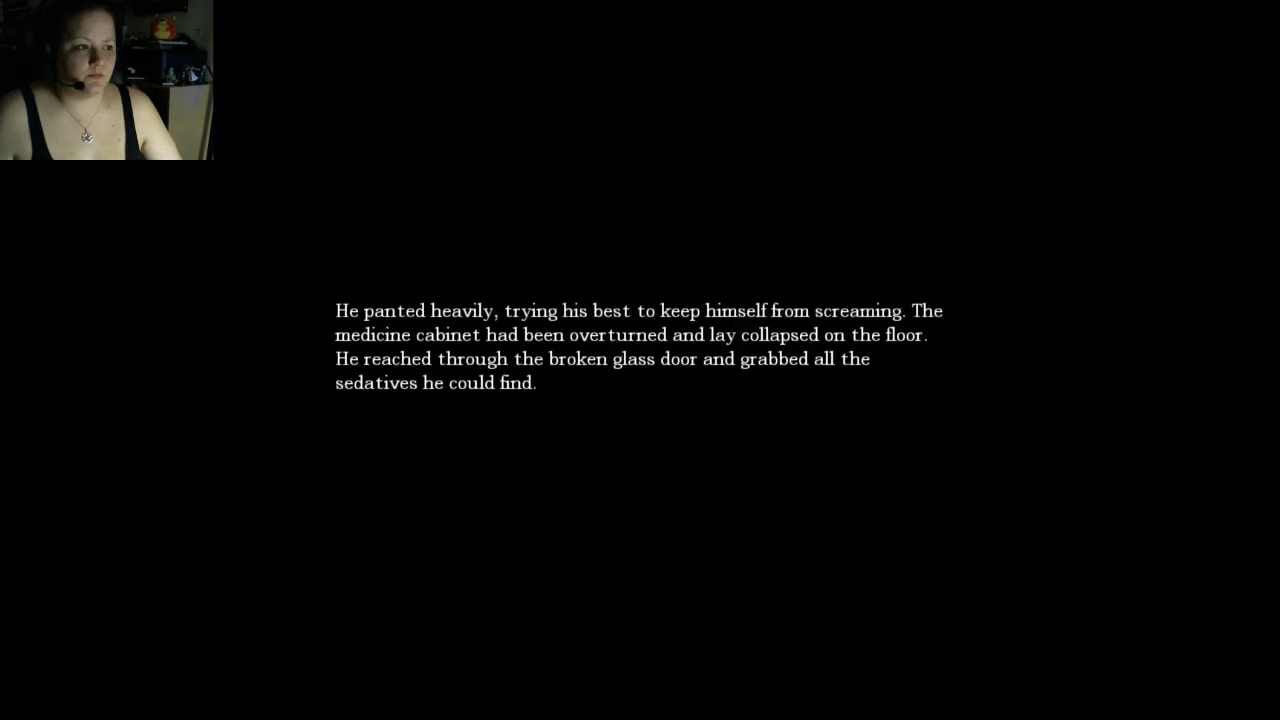 He panted heavily, trying his best to keep himself from screaming. The
medicine cabinet had been overturned and lay collapsed on the floor.
He reached through the broken glass door and grabbed all the
sedatives he could find.